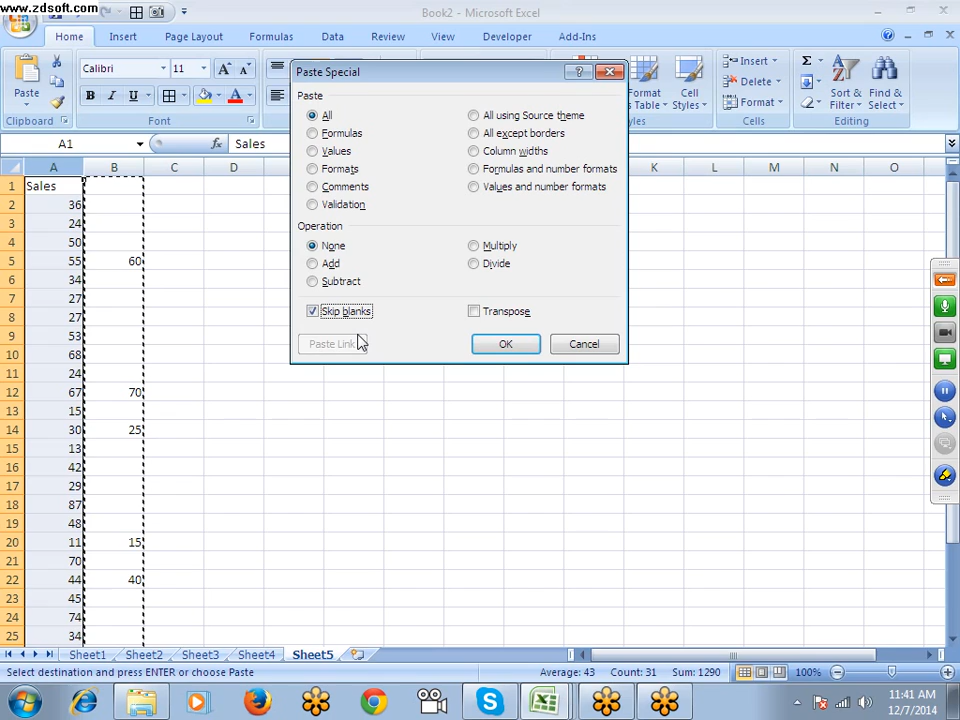 www.zdsoft.com
Book2 - Microsoft Excel
Home Insert Page Layout Formulas Data Review View Developer Add-Ins
Paste
Calibri 11
B I U
Clipboard Font
Format as Table
Cell Styles
Insert
Delete
Format
Sort & Filter
Find & Select
Cells Editing
A1 fx Sales
A B C D K L M N O
1 Sales
2 36
3 24
4 50
5 55 60
6 34
7 27
8 27
9 53
10 68
11 24
12 67 70
13 15
14 30 25
15 13
16 42
17 29
18 87
19 48
20 11 15
21 70
22 44 40
23 45
24 74
25 34
Paste Special
Paste
All All using Source theme
Formulas All except borders
Values Column widths
Formats Formulas and number formats
Comments Values and number formats
Validation
Operation
None Multiply
Add Divide
Subtract
Skip blanks Transpose
Paste Link OK Cancel
Sheet1 Sheet2 Sheet3 Sheet4 Sheet5
Select destination and press ENTER or choose Paste Average: 43 Count: 31 Sum: 1290 100%
11:41 AM
12/7/2014